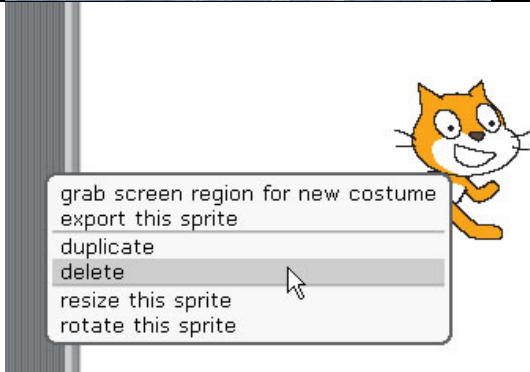 grab screen region for new costume
export this sprite
duplicate
delete
resize this sprite
rotate this sprite